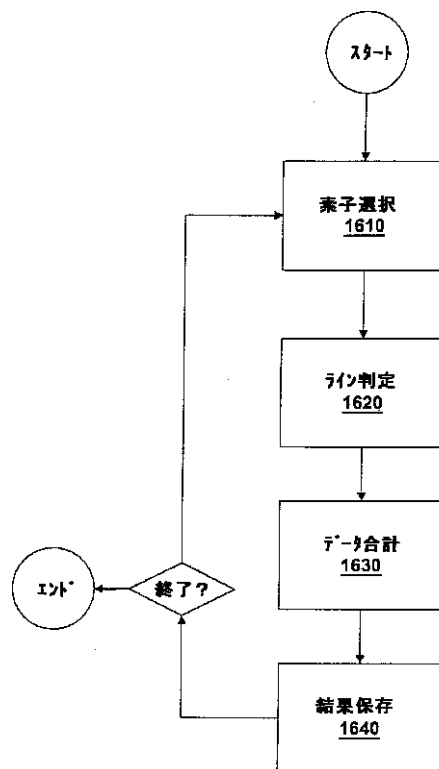 スタート
素子選択
1610
ﾗｲﾝ判定
1620
ﾃﾞｰﾀ合計
1630
結果保存
1640
終了?
ｴﾝﾄﾞ